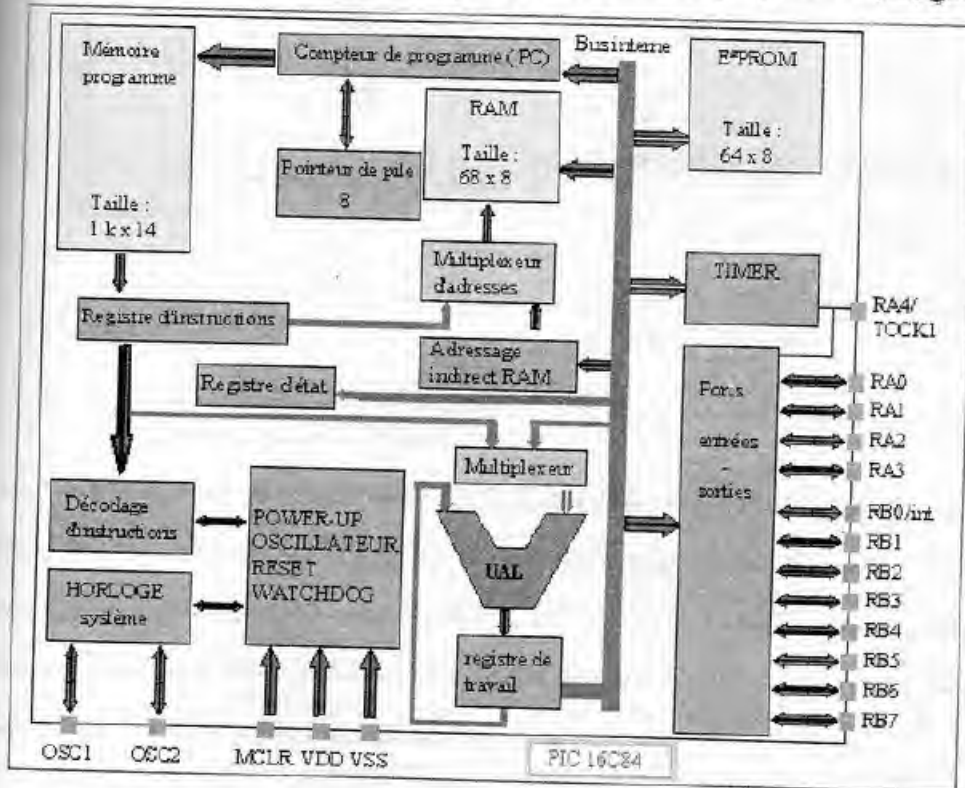 Mémoire
programme
Taille :
1 k x 14
Compteur de programme ( PC)
Bus interne
E²PROM
Taille :
64 x 8
RAM
Taille :
68 x 8
Pointeur de pile
8
Multiplexeur
d'adresses
TIMER
RA4/
TOCK1
Registre d'instructions
Adressage
indirect RAM
Registre d'état
Ports
entrées
-
sorties
RA0
RA1
RA2
RA3
RB0/int
RB1
RB2
RB3
RB4
RB5
RB6
RB7
Multiplexeur
Décodage
d'instructions
POWER-UP
OSCILLATEUR
RESET
WATCHDOG
UAL
HORLOGE
système
registre de
travail
OSC1
OSC2
MCLR
VDD
VSS
PIC 16C84